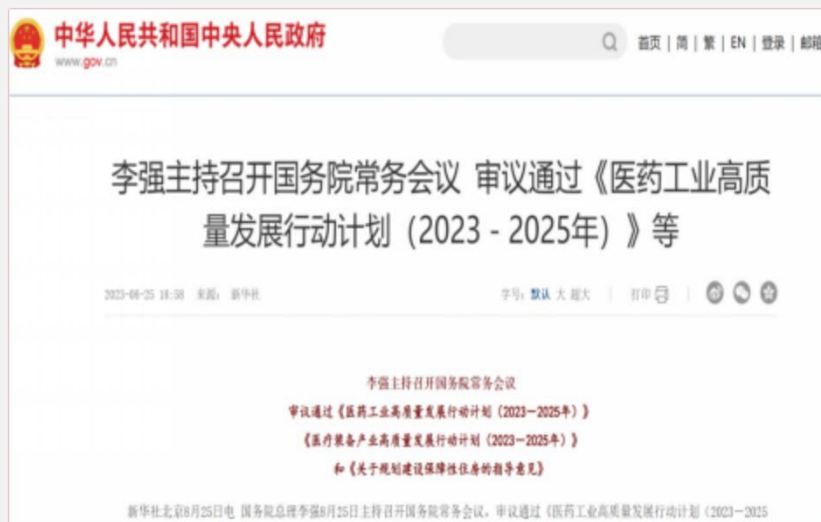 中华人民共和国中央人民政府
www.gov.cn
首页 | 简 | 繁 | EN | 登录 | 邮箱
李强主持召开国务院常务会议 审议通过《医药工业高质
量发展行动计划（2023－2025年）》等
2023-08-25 18:58 来源： 新华社 字号：默认 大 超大 | 打印 |
李强主持召开国务院常务会议
审议通过《医药工业高质量发展行动计划（2023－2025年）》
《医疗装备产业高质量发展行动计划（2023－2025年）》
和《关于规划建设保障性住房的指导意见》
新华社北京8月25日电 国务院总理李强8月25日主持召开国务院常务会议，审议通过《医药工业高质量发展行动计划（2023－2025